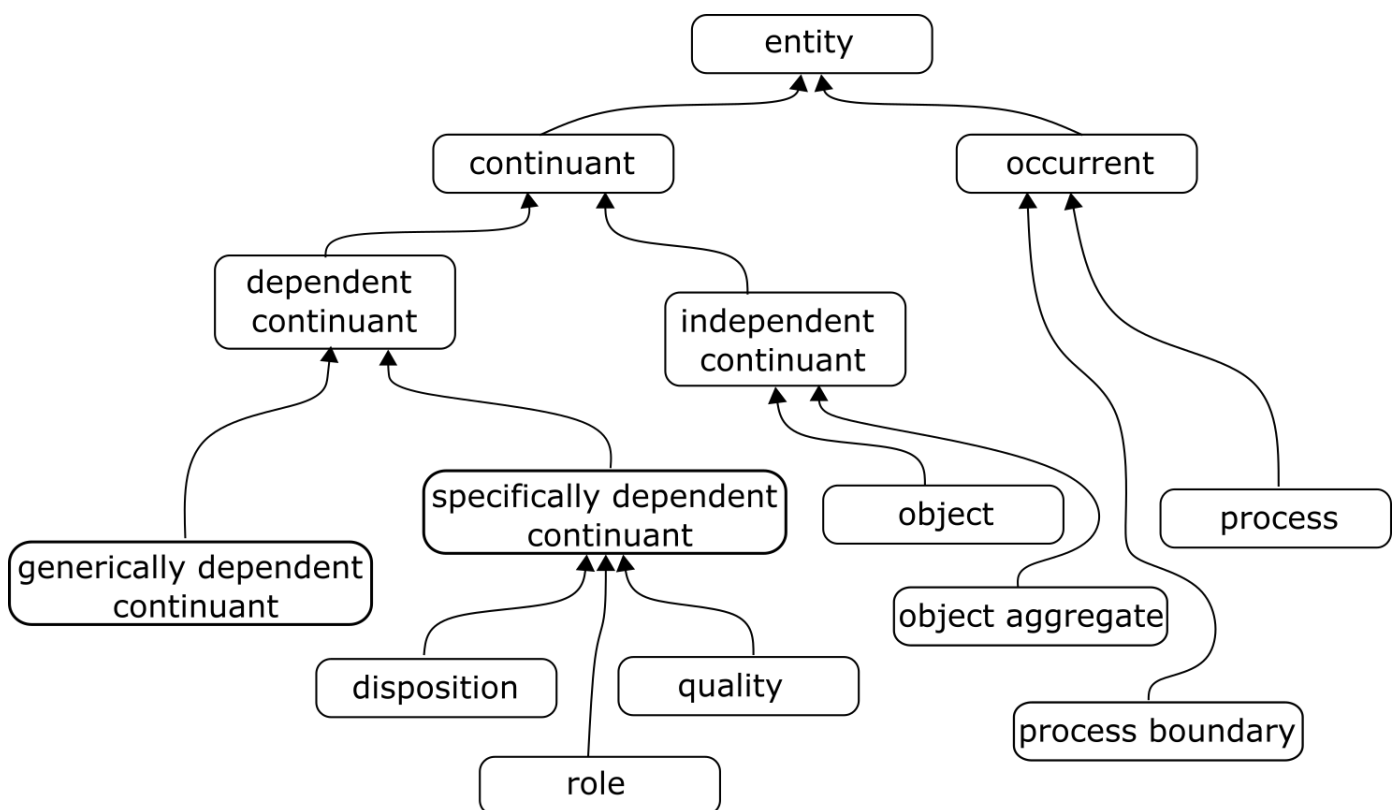 entity
continuant
occurrent
dependent
continuant
independent
continuant
specifically dependent
continuant
object
process
generically dependent
continuant
object aggregate
disposition
quality
process boundary
role